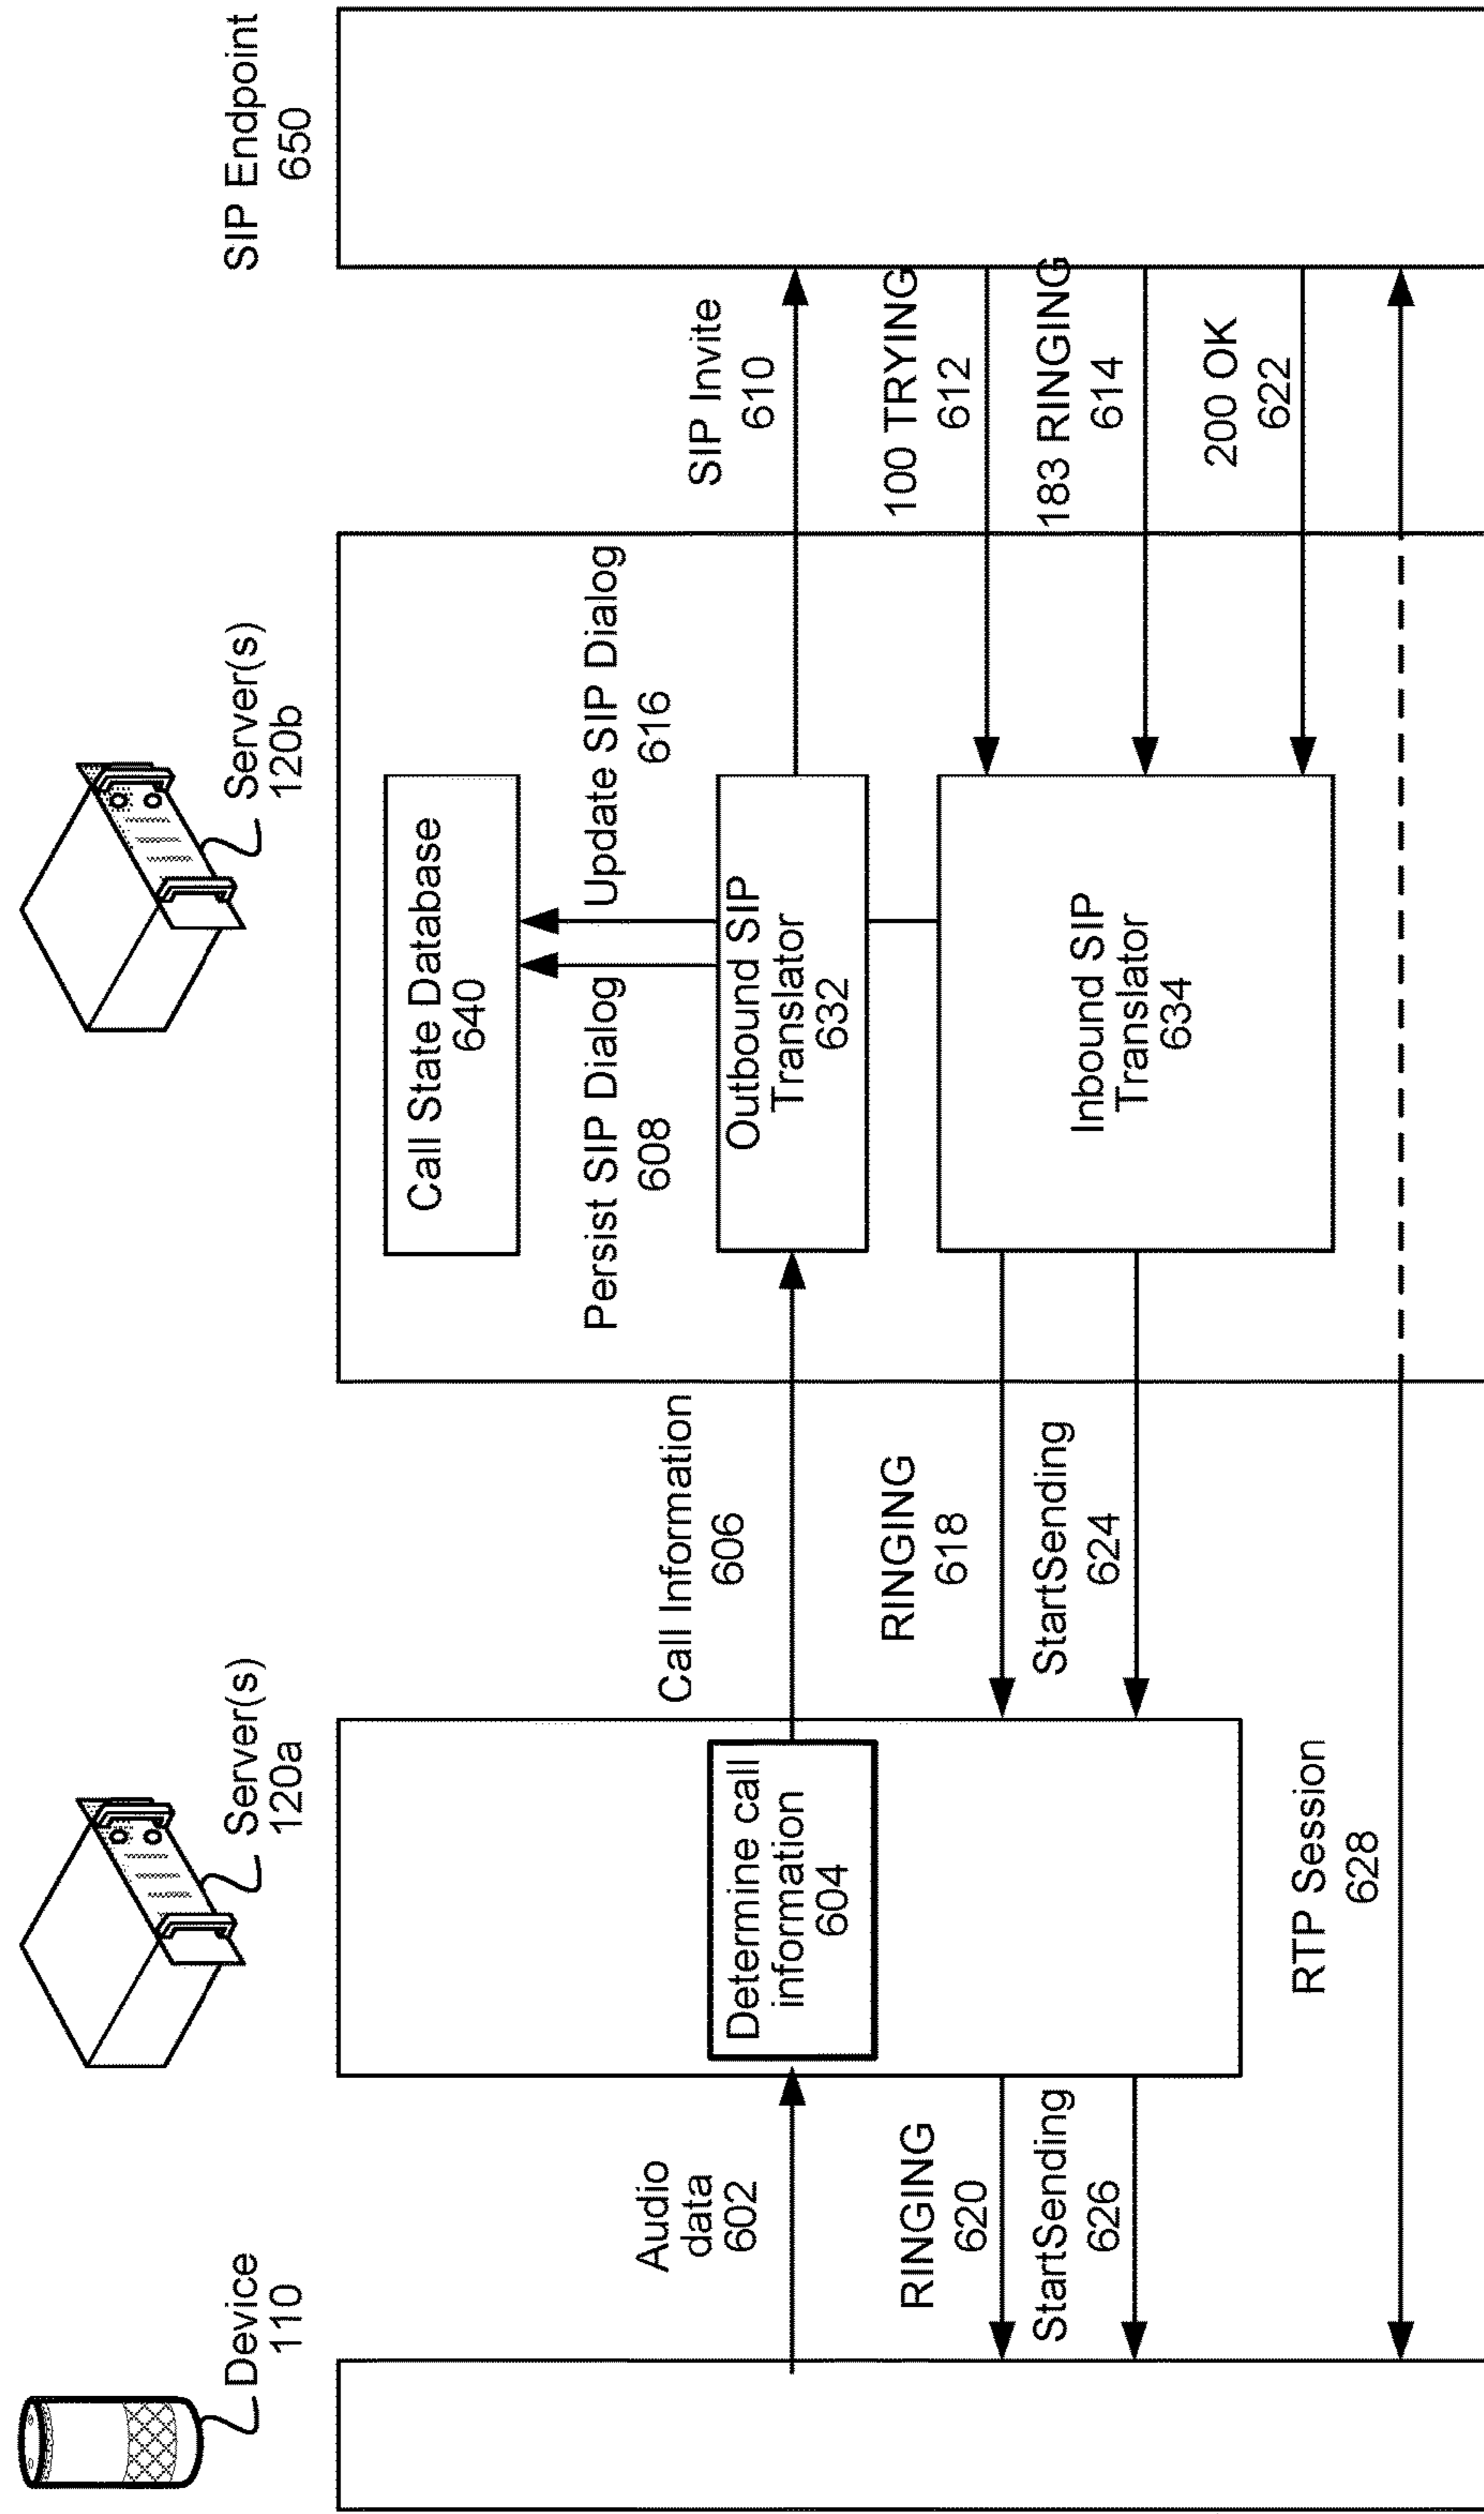 Device
110
Server(s)
120a
Server(s)
120b
SIP Endpoint
650
Call State Database
640
Persist SIP Dialog
608
Update SIP Dialog
616
Audio
data
602
Determine call
information
604
Call Information
606
Outbound SIP
Translator
632
SIP Invite
610
RINGING
620
RINGING
618
100 TRYING
612
StartSending
626
StartSending
624
Inbound SIP
Translator
634
183 RINGING
614
200 OK
622
RTP Session
628